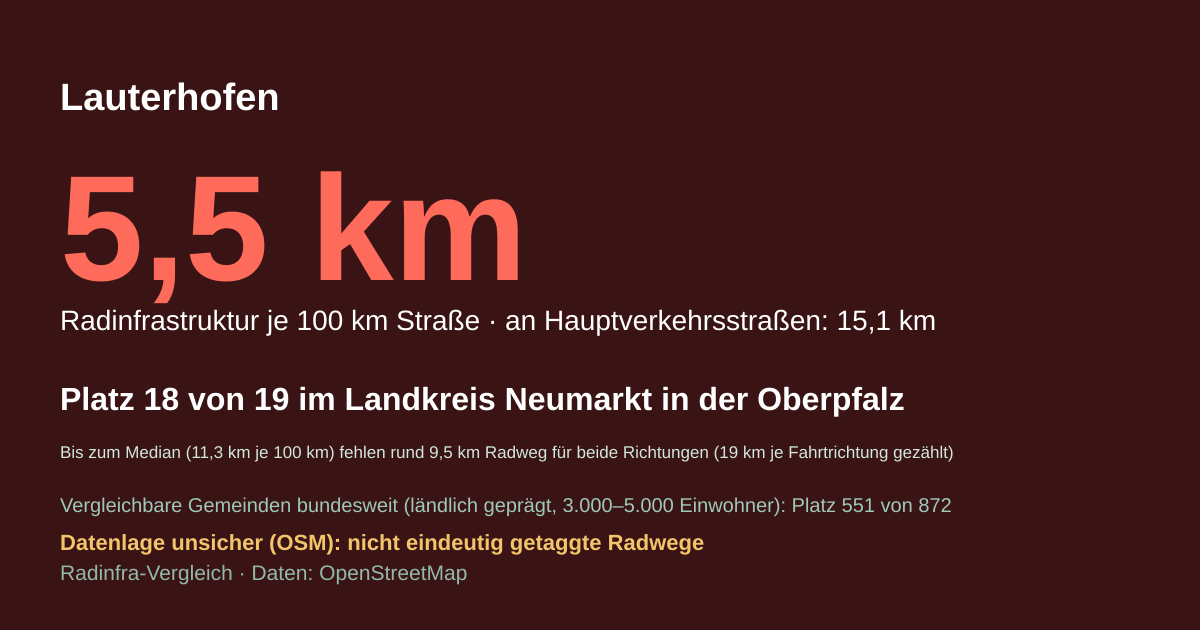 Lauterhofen
5,5 km
Radinfrastruktur je 100 km Straße · an Hauptverkehrsstraßen: 15,1 km
Platz 18 von 19 im Landkreis Neumarkt in der Oberpfalz
Bis zum Median (11,3 km je 100 km) fehlen rund 9,5 km Radweg für beide Richtungen (19 km je Fahrtrichtung gezählt)
Vergleichbare Gemeinden bundesweit (ländlich geprägt, 3.000–5.000 Einwohner): Platz 551 von 872
Datenlage unsicher (OSM): nicht eindeutig getaggte Radwege
Radinfra-Vergleich · Daten: OpenStreetMap